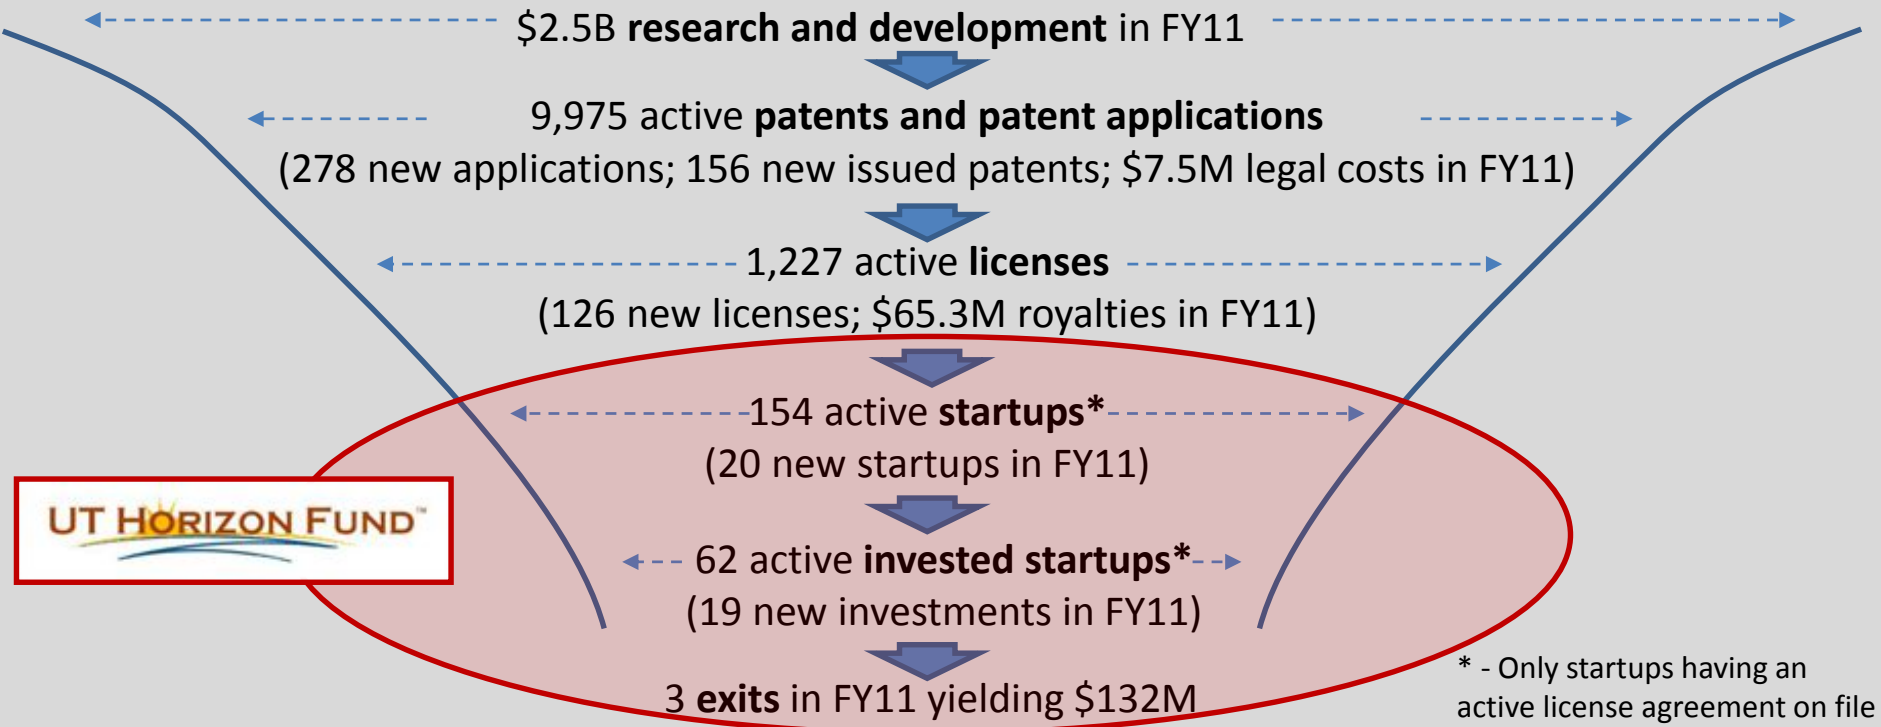 $2.5B research and development in FY11
9,975 active patents and patent applications
(278 new applications; 156 new issued patents; $7.5M legal costs in FY11)
1,227 active licenses
(126 new licenses; $65.3M royalties in FY11)
154 active startups*
(20 new startups in FY11)
UT HORIZON FUND™
62 active invested startups*
(19 new investments in FY11)
3 exits in FY11 yielding $132M
* - Only startups having an
active license agreement on file